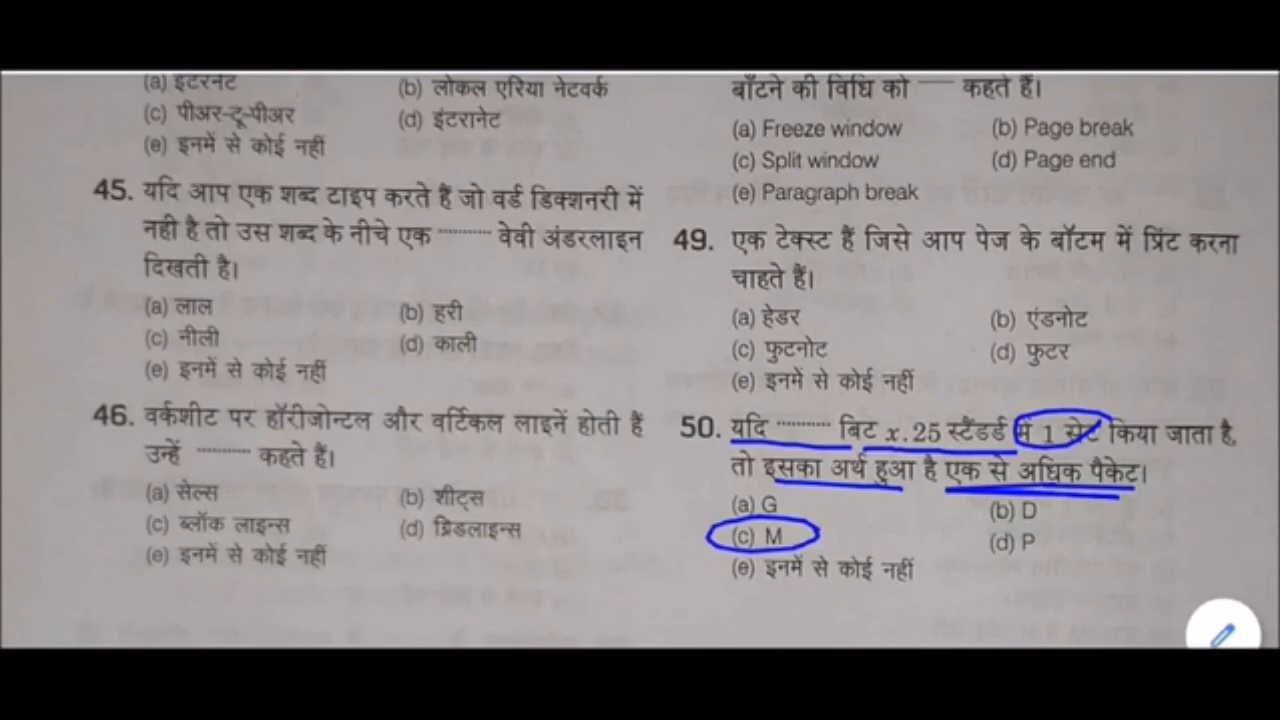 (a) इंटरनेट
(b) लोकल एरिया नेटवर्क
(c) पीअर-टू-पीअर
(d) इंटरानेट
(e) इनमें से कोई नहीं
45. यदि आप एक शब्द टाइप करते हैं जो वर्ड डिक्शनरी में
नही है तो उस शब्द के नीचे एक ......... वेवी अंडरलाइन
दिखती है।
(a) लाल
(b) हरी
(c) नीली
(d) काली
(e) इनमें से कोई नहीं
46. वर्कशीट पर हॉरीजोन्टल और वर्टिकल लाइनें होती हैं
उन्हें ......... कहते हैं।
(a) सेल्स
(b) शीट्स
(c) ब्लॉक लाइन्स
(d) ग्रिडलाइन्स
(e) इनमें से कोई नहीं
बाँटने की विधि को ...... कहते हैं।
(a) Freeze window
(b) Page break
(c) Split window
(d) Page end
(e) Paragraph break
49. एक टेक्स्ट हैं जिसे आप पेज के बॉटम में प्रिंट करना
चाहते हैं।
(a) हेडर
(b) एंडनोट
(c) फुटनोट
(d) फुटर
(e) इनमें से कोई नहीं
50. यदि ......... बिट x.25 स्टैंडर्ड में 1 सेट किया जाता है,
तो इसका अर्थ हुआ है एक से अधिक पैकेट।
(a) G
(b) D
(c) M
(d) P
(e) इनमें से कोई नहीं